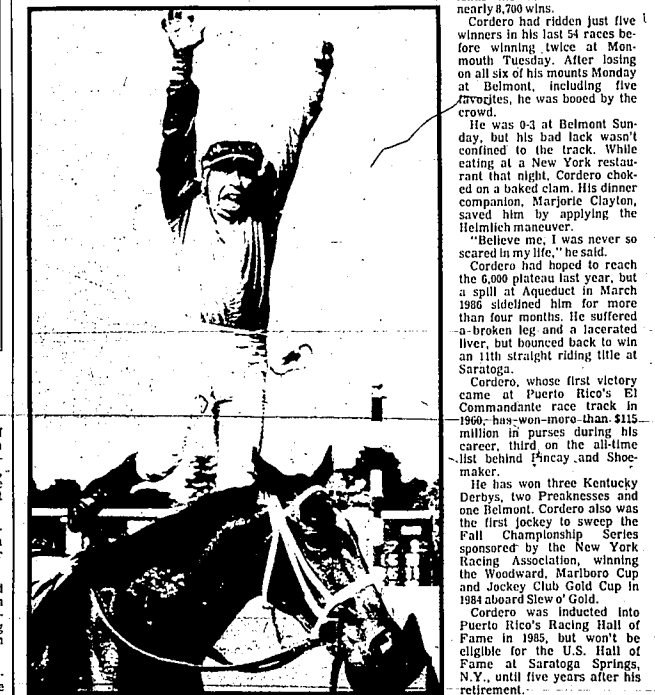 nearly 8,700 wins.
Cordero had ridden just five
winners in his last 54 races be-
fore winning twice at Mon-
mouth Tuesday. After losing
on all six of his mounts Monday
at Belmont, including five
favorites, he was booed by the
crowd.
He was 0-3 at Belmont Sun-
day, but his bad lack wasn't
confined to the track. While
eating at a New York restau-
rant that night, Cordero chok-
ed on a baked clam. His dinner
companion, Marjorie Clayton,
saved him by applying the
Heimlich maneuver.
"Believe me, I was never so
scared in my life," he said.
Cordero had hoped to reach
the 6,000 plateau last year, but
a spill at Aqueduct in March
1986 sidelined him for more
than four months. He suffered
a broken leg and a lacerated
liver, but bounced back to win
an 11th straight riding title at
Saratoga.
Cordero, whose first victory
came at Puerto Rico's El
Commandante race track in
1960, has won more than $115
million in purses during his
career, third on the all-time
list behind Pincay and Shoe-
maker.
He has won three Kentucky
Derbys, two Preaknesses and
one Belmont. Cordero also was
the first jockey to sweep the
Fall Championship Series
sponsored by the New York
Racing Association, winning
the Woodward, Marlboro Cup
and Jockey Club Gold Cup in
1984 aboard Slew o' Gold.
Cordero was inducted into
Puerto Rico's Racing Hall of
Fame in 1985, but won't be
eligible for the U.S. Hall of
Fame at Saratoga Springs,
N.Y., until five years after his
retirement.